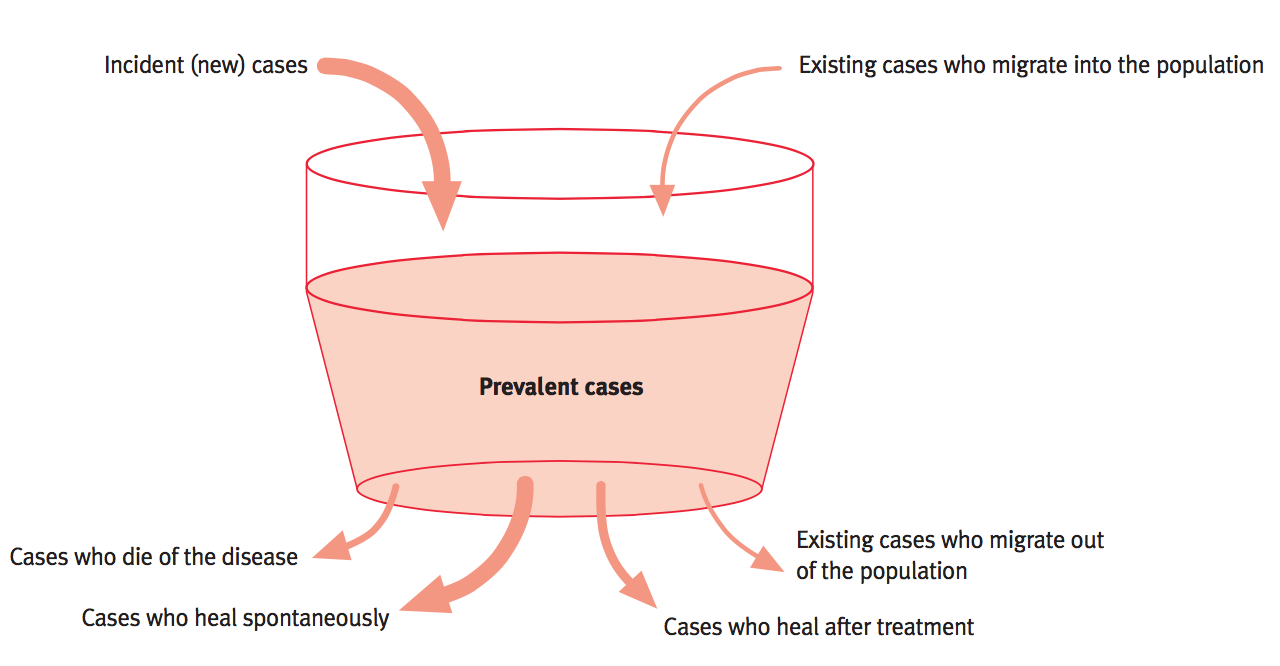 Incident (new) cases
Existing cases who migrate into the population
Prevalent cases
Cases who die of the disease
Existing cases who migrate out
of the population
Cases who heal spontaneously
Cases who heal after treatment